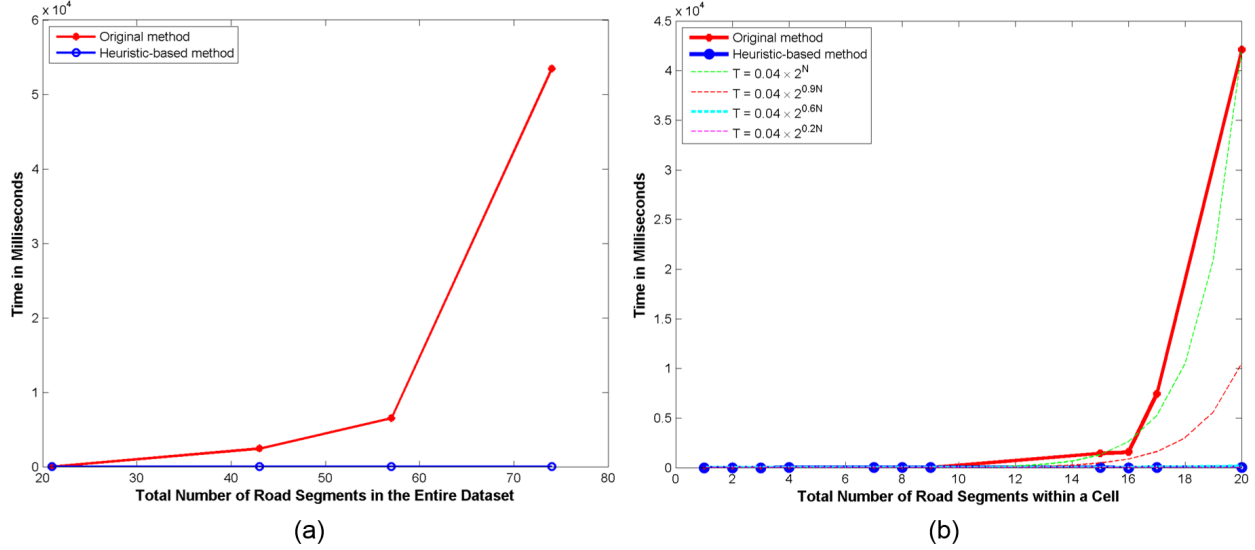 × 10⁴
6
5
4
3
2
1
0
20 30 40 50 60 70 80
Time in Milliseconds
Total Number of Road Segments in the Entire Dataset
Original method
Heuristic-based method
(a)
× 10⁴
4.5
4
3.5
3
2.5
2
1.5
1
0.5
0
0 2 4 6 8 10 12 14 16 18 20
Time in Milliseconds
Total Number of Road Segments within a Cell
Original method
Heuristic-based method
T = 0.04 × 2^N
T = 0.04 × 2^0.9N
T = 0.04 × 2^0.6N
T = 0.04 × 2^0.2N
(b)